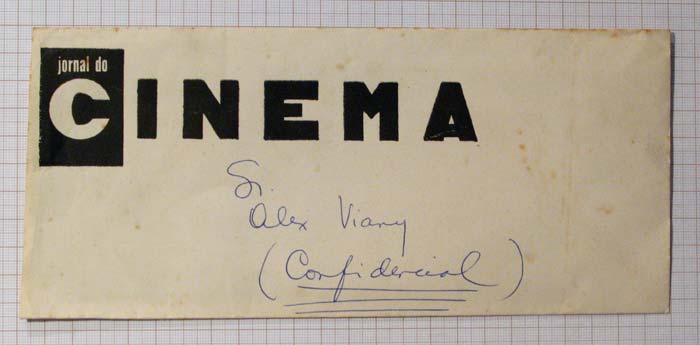 jornal do
CINEMA
Sr.
Alex Viany
(Confidencial)